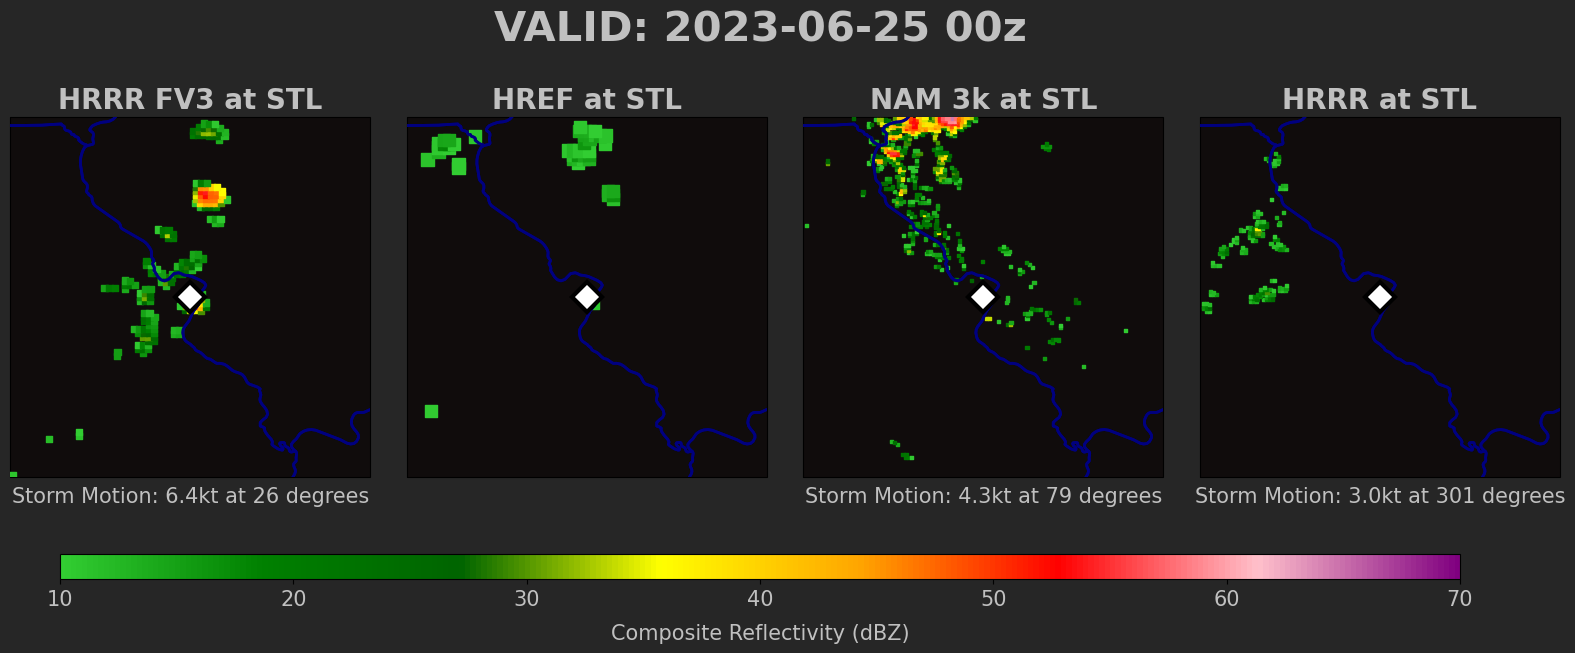 VALID: 2023-06-25 00z
HRRR FV3 at STL
HREF at STL
NAM 3k at STL
HRRR at STL
Storm Motion: 6.4kt at 26 degrees
Storm Motion: 4.3kt at 79 degrees
Storm Motion: 3.0kt at 301 degrees
10 20 30 40 50 60 70
Composite Reflectivity (dBZ)